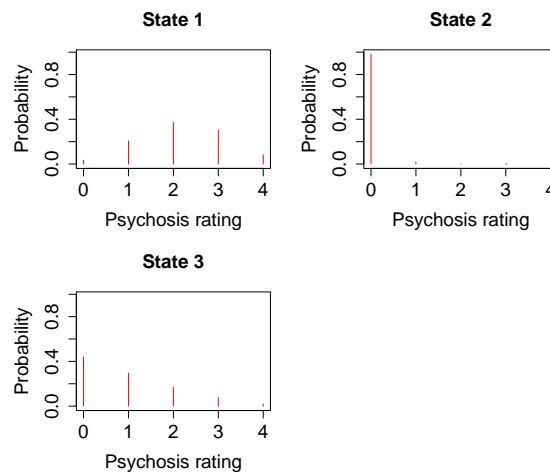 State 1
Probability
0.0 0.4 0.8
0 1 2 3 4
Psychosis rating
State 2
Probability
0.0 0.4 0.8
0 1 2 3 4
Psychosis rating
State 3
Probability
0.0 0.4 0.8
0 1 2 3 4
Psychosis rating